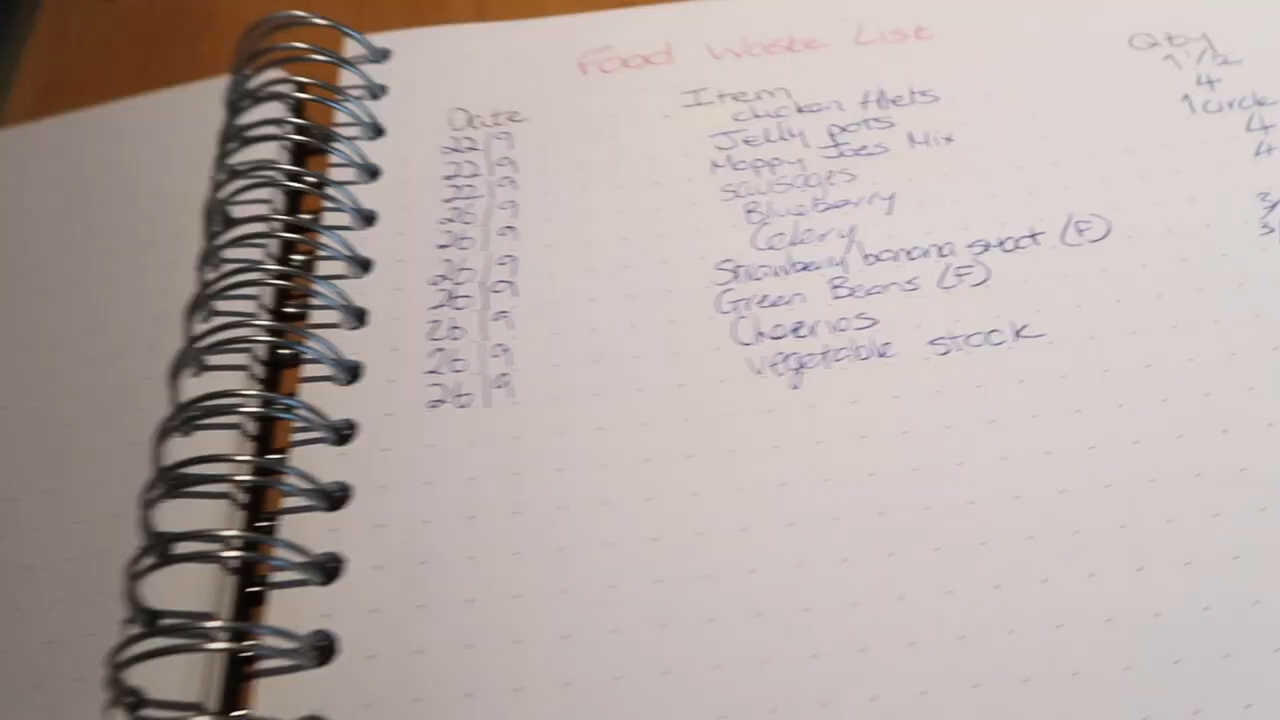 Food Waste List
Date Item Qty
22/9 chicken fillets 1 1/2
22/9 Jelly pots 4
22/9 Moppy Joes Mix 1 circle
26/9 sausages 4
26/9 Blueberry 4
26/9 Celery
26/9 Strawberry/banana (F)
26/9 Green Beans (F)
26/9 Cheerios
26/9 vegetable stock